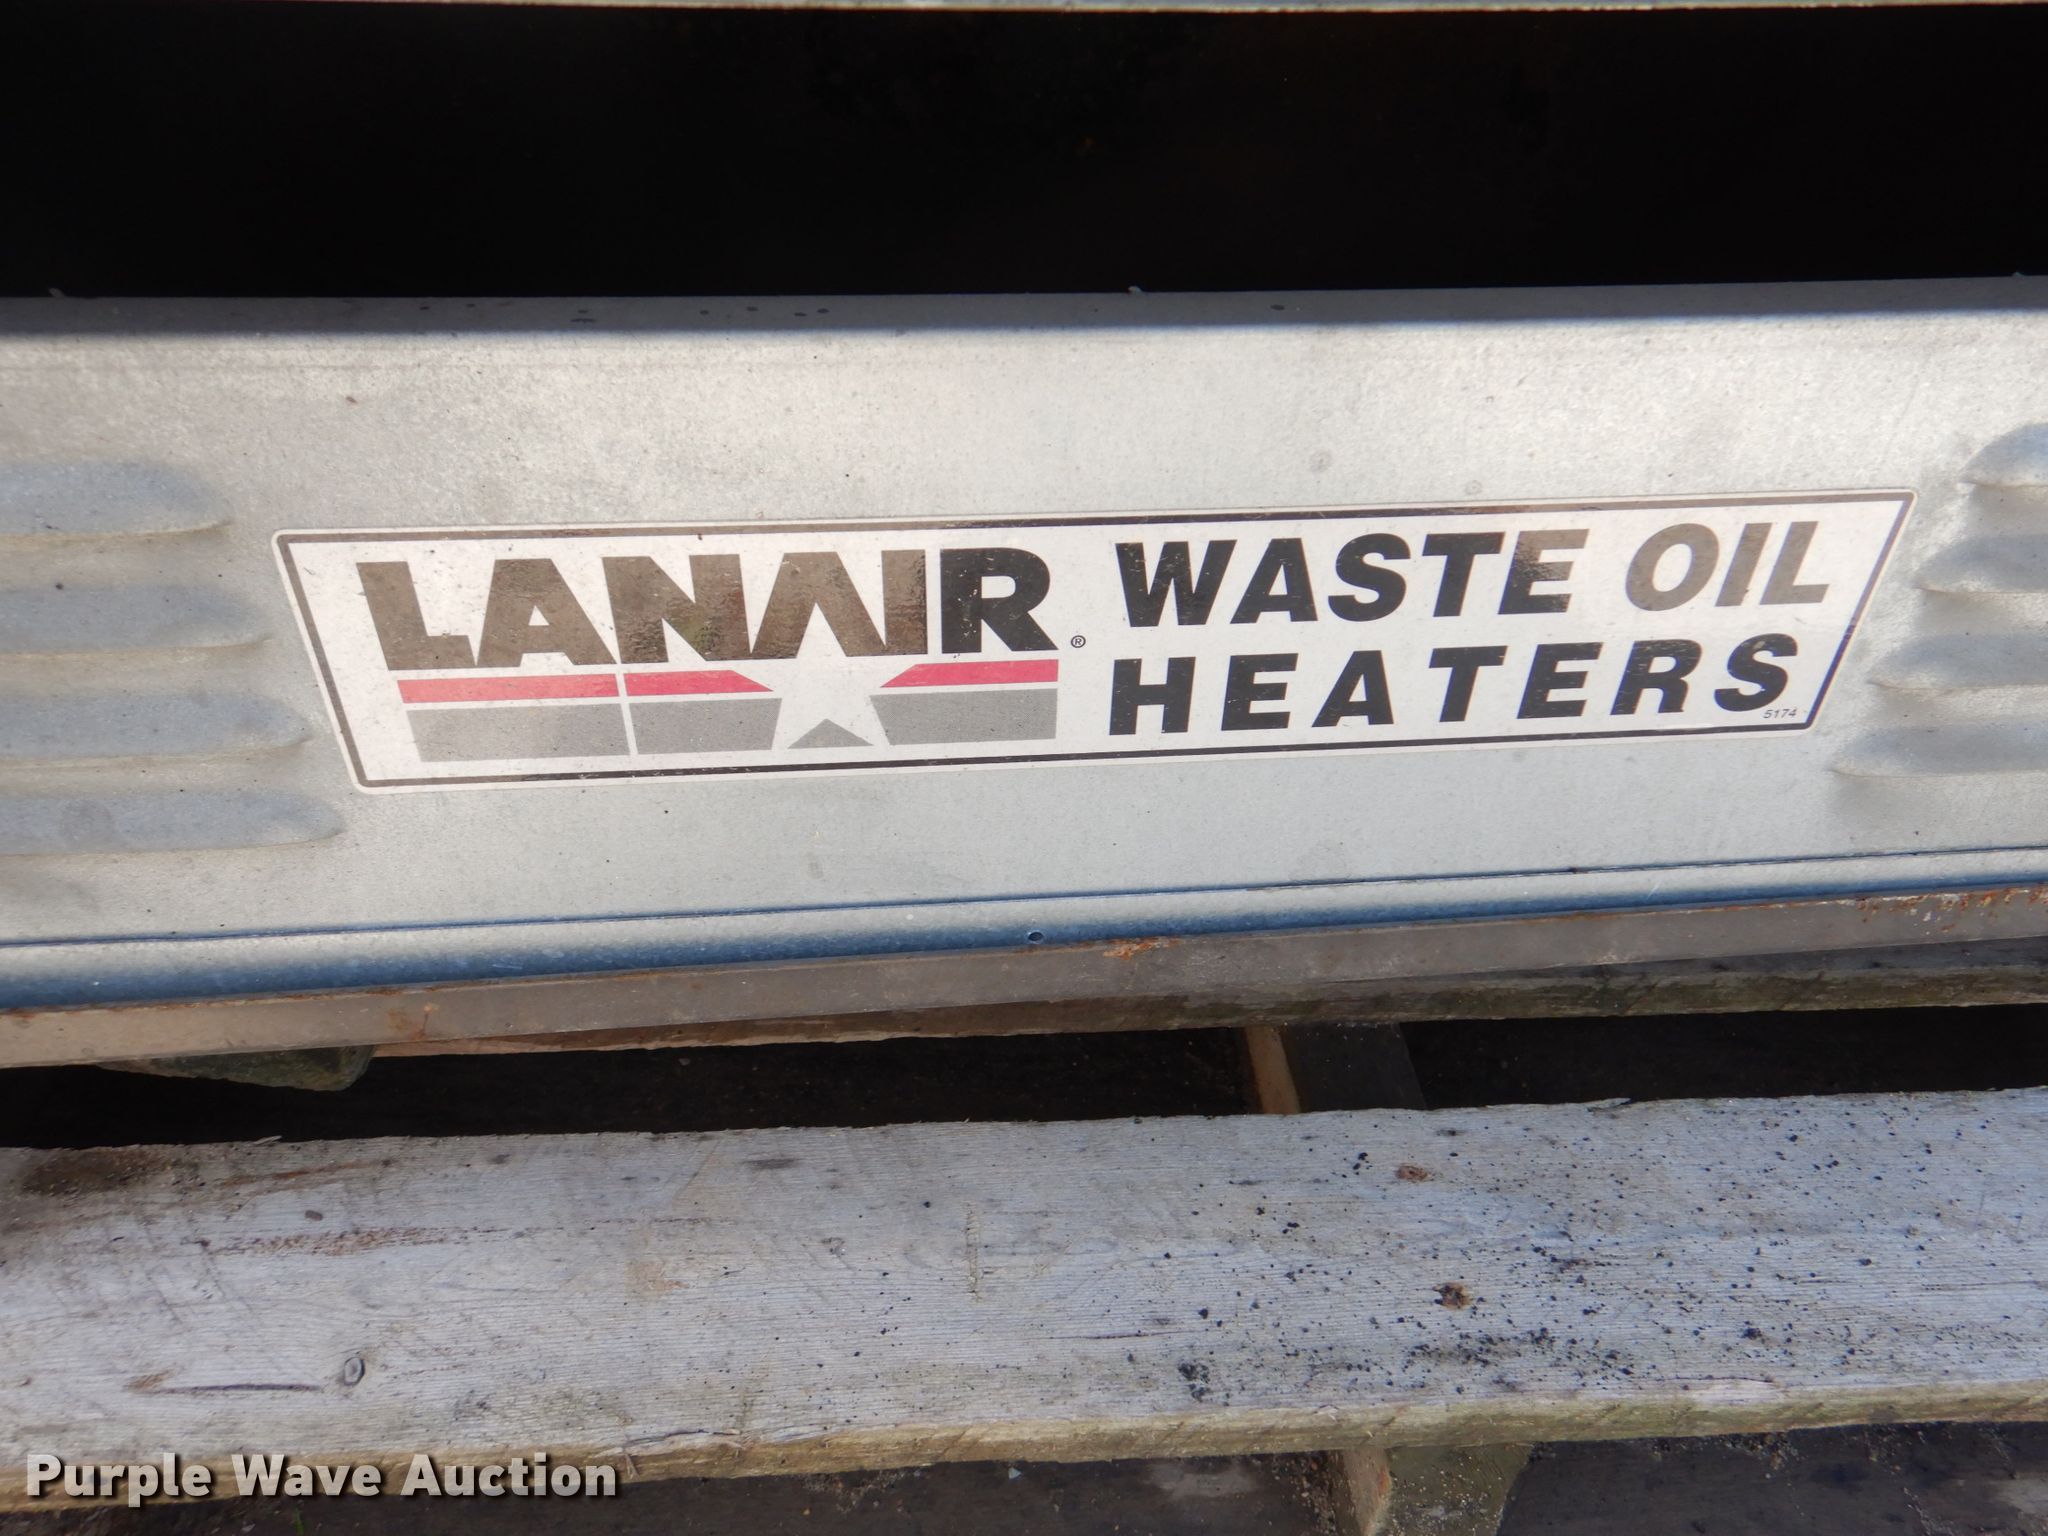 LANAIR® WASTE OIL
HEATERS
5174
Purple Wave Auction